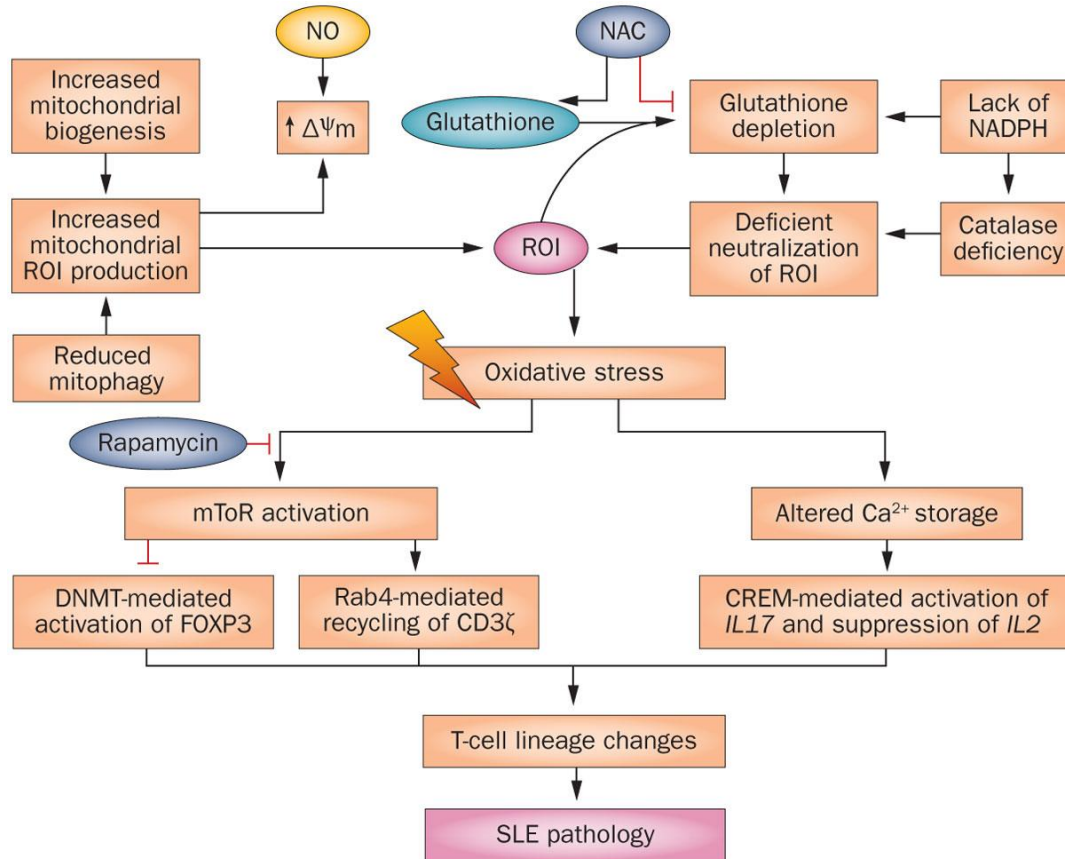 NO
NAC
Increased
mitochondrial
biogenesis
↑ ΔΨm
Glutathione
Glutathione
depletion
Lack of
NADPH
Increased
mitochondrial
ROI production
ROI
Deficient
neutralization
of ROI
Catalase
deficiency
Reduced
mitophagy
Oxidative stress
Rapamycin
mToR activation
Altered Ca²⁺ storage
DNMT-mediated
activation of FOXP3
Rab4-mediated
recycling of CD3ζ
CREM-mediated activation of
IL17 and suppression of IL2
T-cell lineage changes
SLE pathology